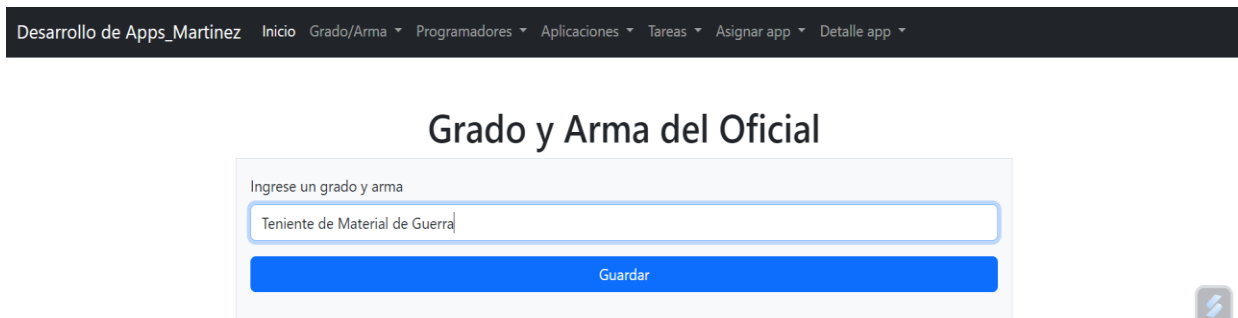 Desarrollo de Apps_Martinez Inicio Grado/Arma Programadores Aplicaciones Tareas Asignar app Detalle app
Grado y Arma del Oficial
Ingrese un grado y arma
Teniente de Material de Guerra
Guardar